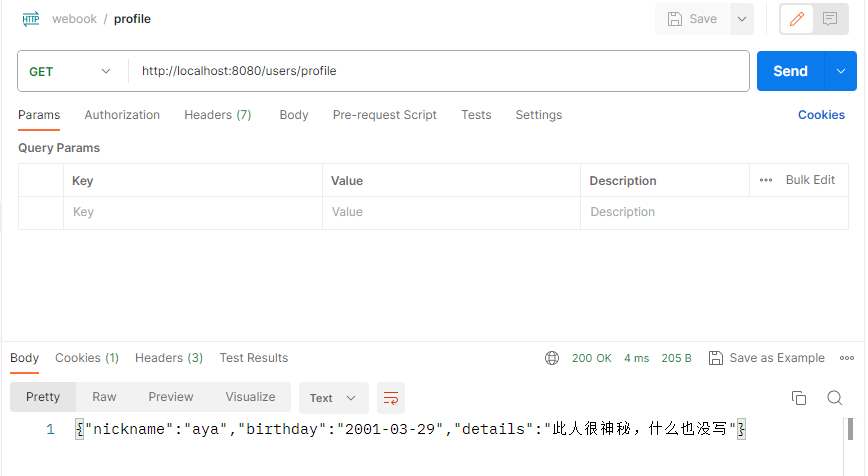 HTTP webook / profile Save
GET http://localhost:8080/users/profile Send
Params Authorization Headers (7) Body Pre-request Script Tests Settings Cookies
Query Params
Key Value Description Bulk Edit
Key Value Description
Body Cookies (1) Headers (3) Test Results 200 OK 4 ms 205 B Save as Example
Pretty Raw Preview Visualize Text
1 {"nickname":"aya","birthday":"2001-03-29","details":"此人很神秘，什么也没写"}